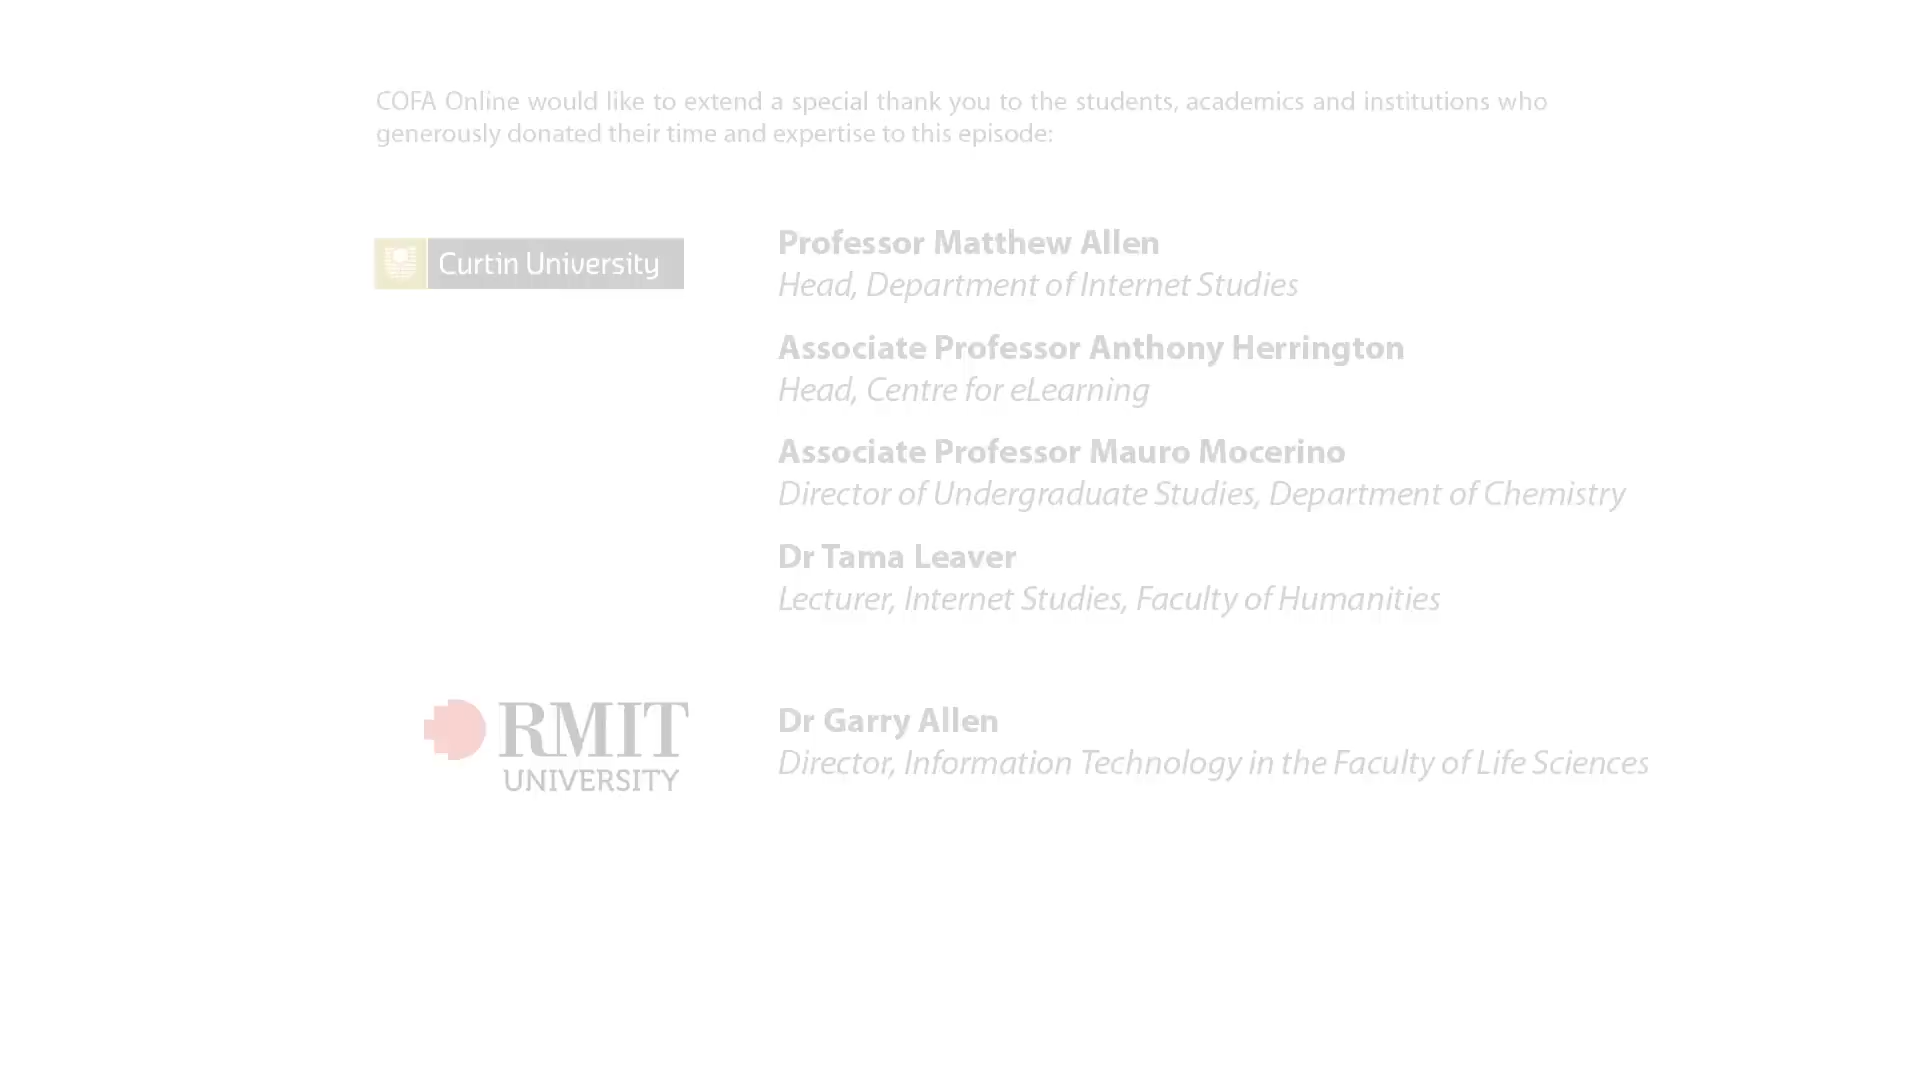 COFA Online would like to extend a special thank you to the students, academics and institutions who
generously donated their time and expertise to this episode:
Curtin University
Professor Matthew Allen
Head, Department of Internet Studies
Associate Professor Anthony Herrington
Head, Centre for eLearning
Associate Professor Mauro Mocerino
Director of Undergraduate Studies, Department of Chemistry
Dr Tama Leaver
Lecturer, Internet Studies, Faculty of Humanities
RMIT
UNIVERSITY
Dr Garry Allen
Director, Information Technology in the Faculty of Life Sciences